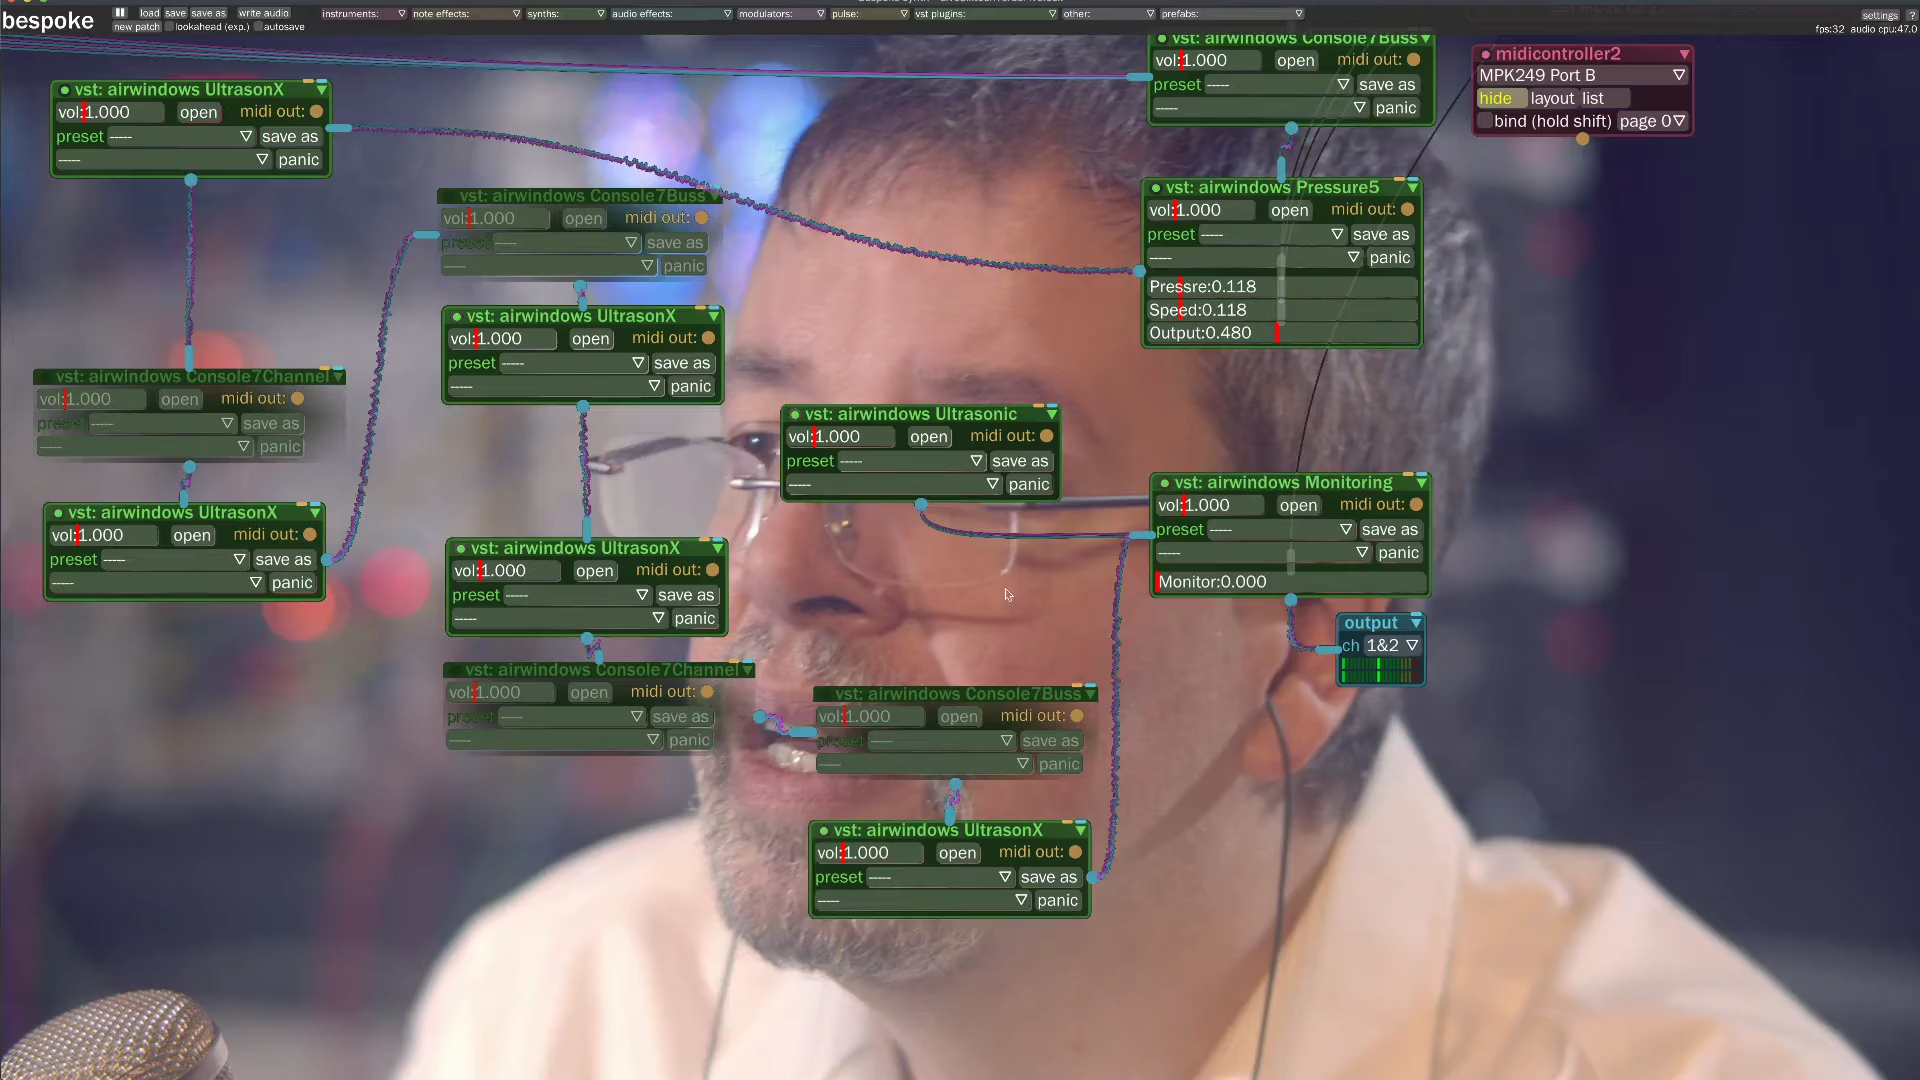 bespoke
load save save as write audio
new patch lookahead (exp.) autosave
instruments: note effects: synths: audio effects: modulators: pulse: vst plugins: other: prefabs:
settings ?
fps:32 audio cpu:47.0
vst: airwindows Console7Buss
vol:1.000 open midi out:
preset ----- save as
----- panic
midicontroller2
MPK249 Port B
hide layout list
bind (hold shift) page 0
vst: airwindows UltrasonX
vol:1.000 open midi out:
preset ----- save as
----- panic
vst: airwindows Console7Buss
vol:1.000 open midi out:
preset ----- save as
----- panic
vst: airwindows Pressure5
vol:1.000 open midi out:
preset ----- save as
----- panic
Pressre:0.118
Speed:0.118
Output:0.480
vst: airwindows UltrasonX
vol:1.000 open midi out:
preset ----- save as
----- panic
vst: airwindows Console7Channel
vol:1.000 open midi out:
preset ----- save as
----- panic
vst: airwindows Ultrasonic
vol:1.000 open midi out:
preset ----- save as
----- panic
vst: airwindows Monitoring
vol:1.000 open midi out:
preset ----- save as
----- panic
Monitor:0.000
vst: airwindows UltrasonX
vol:1.000 open midi out:
preset ----- save as
----- panic
vst: airwindows UltrasonX
vol:1.000 open midi out:
preset ----- save as
----- panic
output
ch 1&2
vst: airwindows Console7Channel
vol:1.000 open midi out:
preset ----- save as
----- panic
vst: airwindows Console7Buss
vol:1.000 open midi out:
preset ----- save as
----- panic
vst: airwindows UltrasonX
vol:1.000 open midi out:
preset ----- save as
----- panic